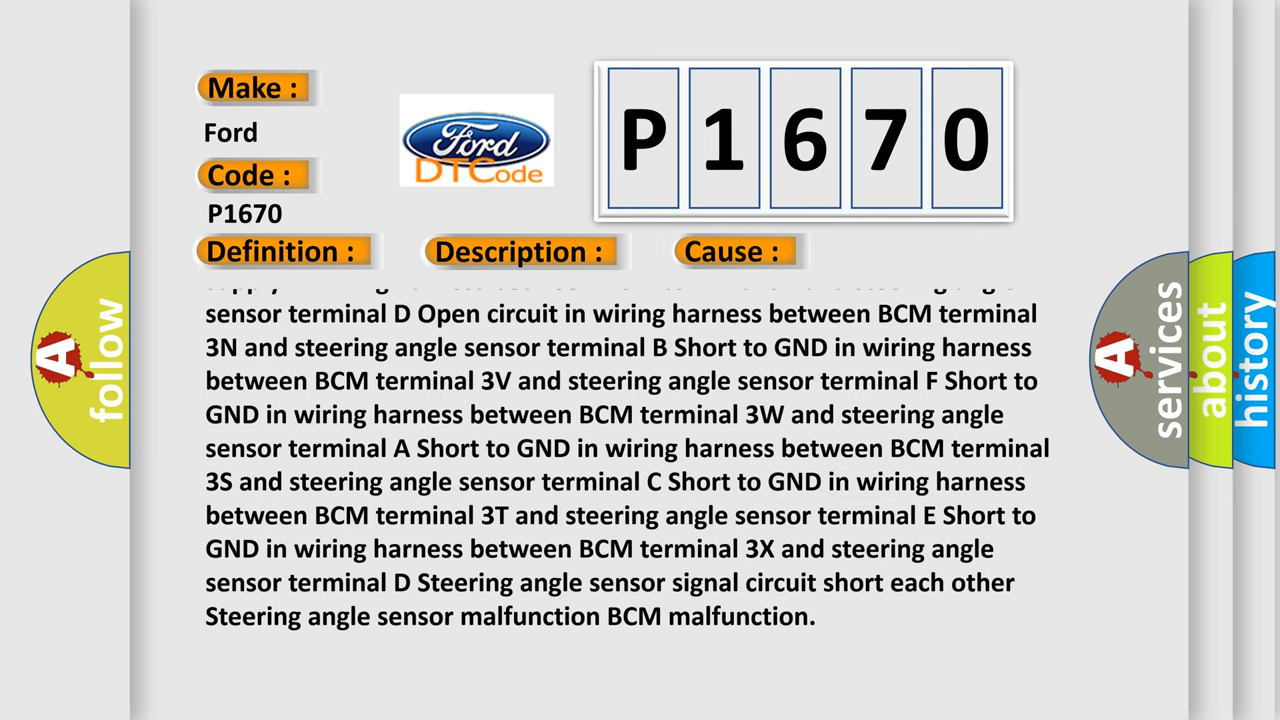 Make :
Ford
Code :
P1670
Ford
DTCode
P1670
Definition :
Description :
Cause :
sensor terminal D Open circuit in wiring harness between BCM terminal
3N and steering angle sensor terminal B Short to GND in wiring harness
between BCM terminal 3V and steering angle sensor terminal F Short to
GND in wiring harness between BCM terminal 3W and steering angle
sensor terminal A Short to GND in wiring harness between BCM terminal
3S and steering angle sensor terminal C Short to GND in wiring harness
between BCM terminal 3T and steering angle sensor terminal E Short to
GND in wiring harness between BCM terminal 3X and steering angle
sensor terminal D Steering angle sensor signal circuit short each other
Steering angle sensor malfunction BCM malfunction.
A
follow
A
services
about
history